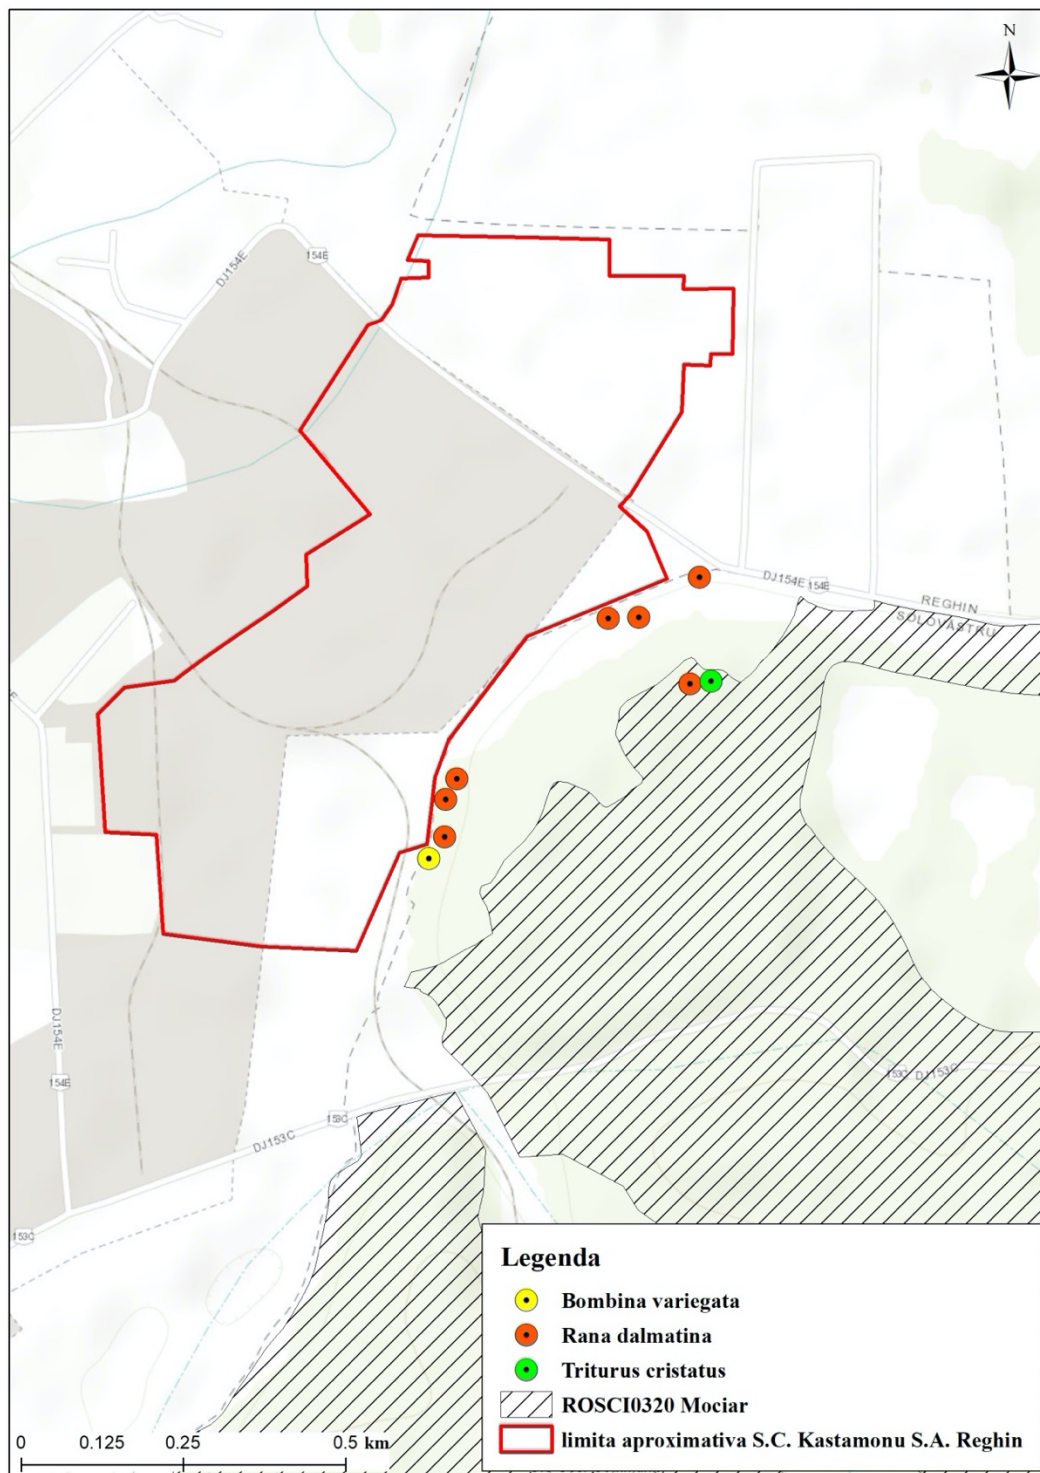 N
DJ154E
154E
DJ154E
154E
REGHIN
SOLOVĂSTRU
DJ154E
154E
153C
DJ153C
153C
DJ153C
153C
Legenda
Bombina variegata
Rana dalmatina
Triturus cristatus
ROSCI0320 Mociar
limita aproximativa S.C. Kastamonu S.A. Reghin
0 0.125 0.25 0.5 km